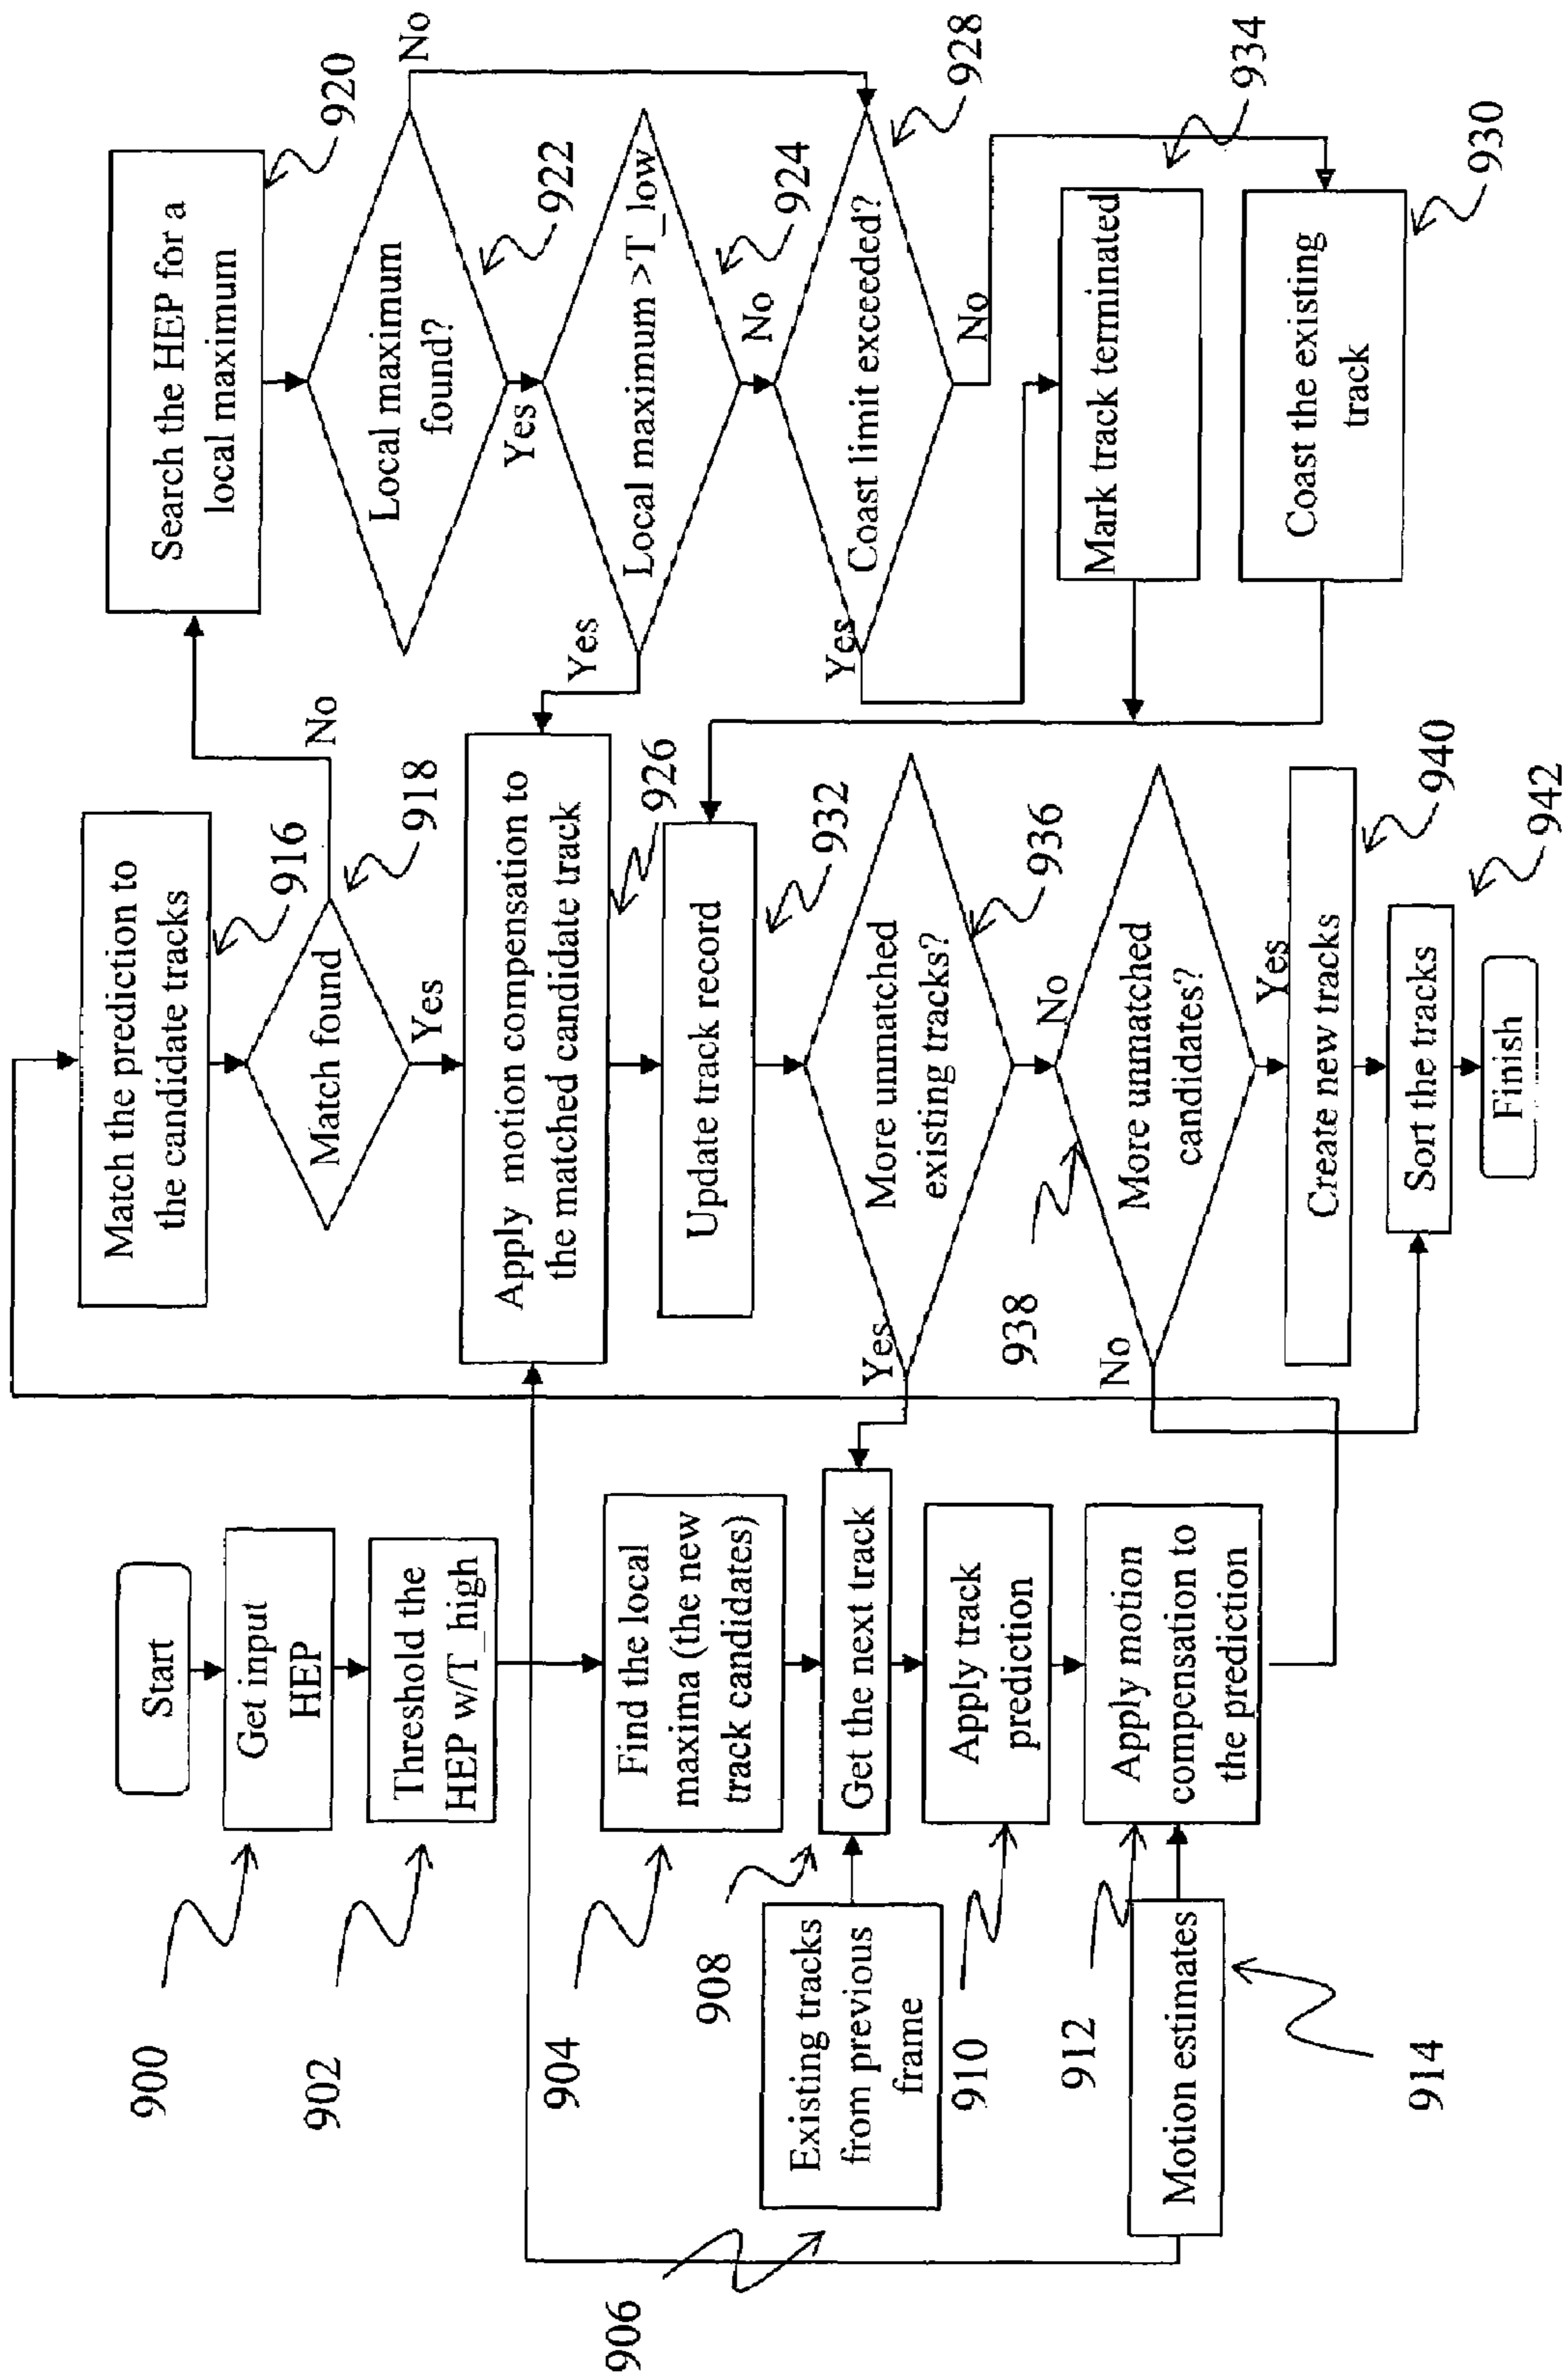 Start
Get input
HEP
900
Threshold the
HEP w/T_high
902
Find the local
maxima (the new
track candidates)
904
Existing tracks
from previous
frame
906
Get the next track
908
Apply track
prediction
910
Apply motion
compensation to
the prediction
912
Motion estimates
914
Match the prediction to
the candidate tracks
916
Match found
918
No
Yes
Apply motion compensation to
the matched candidate track
926
Update track record
932
More unmatched
existing tracks?
936
Yes
No
More unmatched
candidates?
938
No
Yes
Create new tracks
940
Sort the tracks
942
Finish
Search the HEP for a
local maximum
920
Local maximum
found?
922
No
Yes
Local maximum >T_low
924
Yes
No
Coast limit exceeded?
928
Yes
No
Mark track terminated
934
Coast the existing
track
930